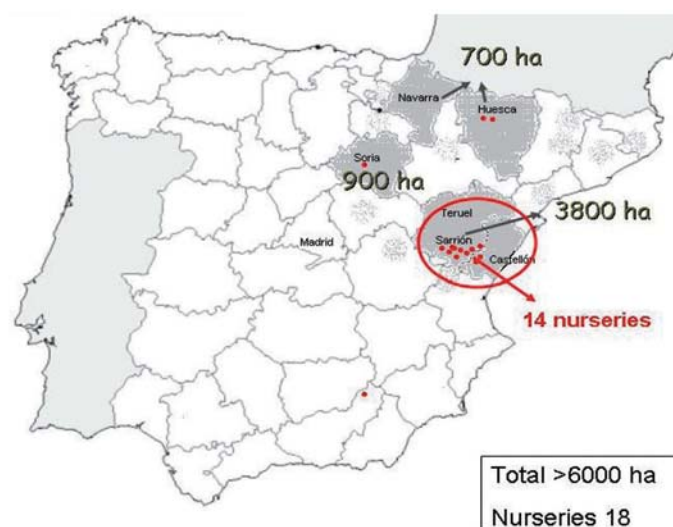 700 ha
Navarra
Huesca
Soria
900 ha
Teruel
3800 ha
Sarrión
Madrid
Castellón
14 nurseries
Total >6000 ha
Nurseries 18